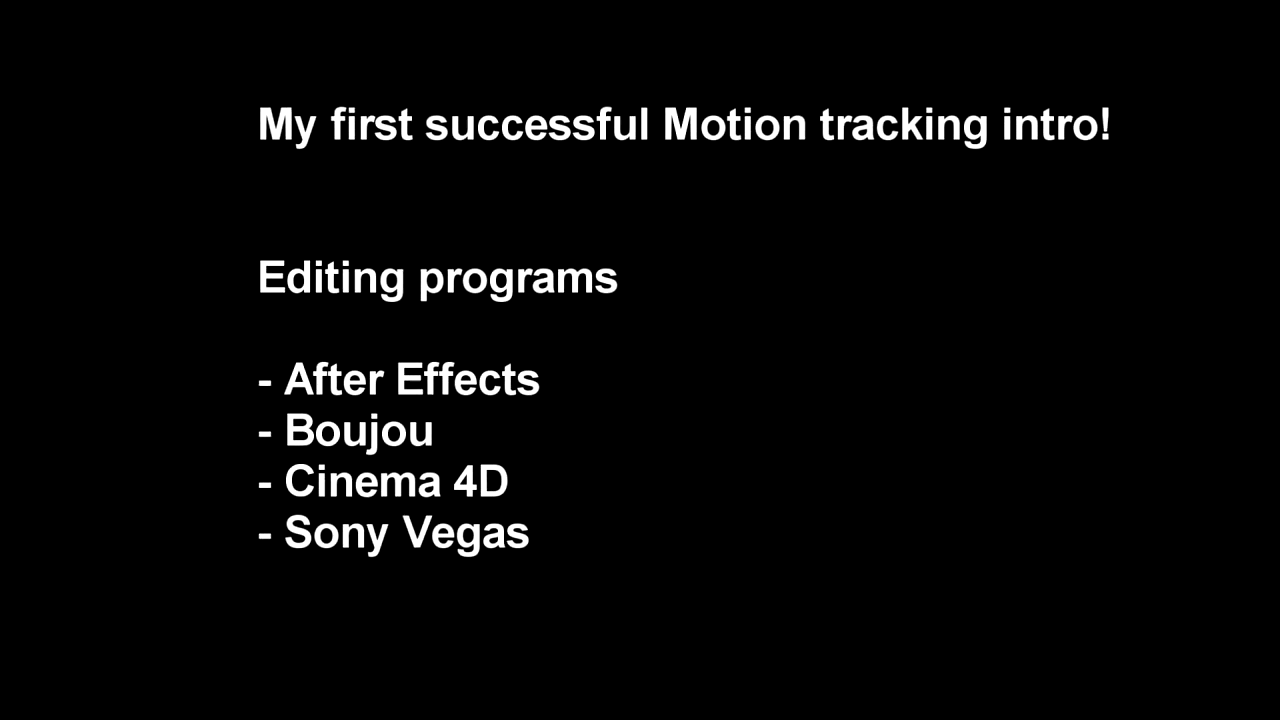 My first successful Motion tracking intro!
Editing programs
- After Effects
- Boujou
- Cinema 4D
- Sony Vegas